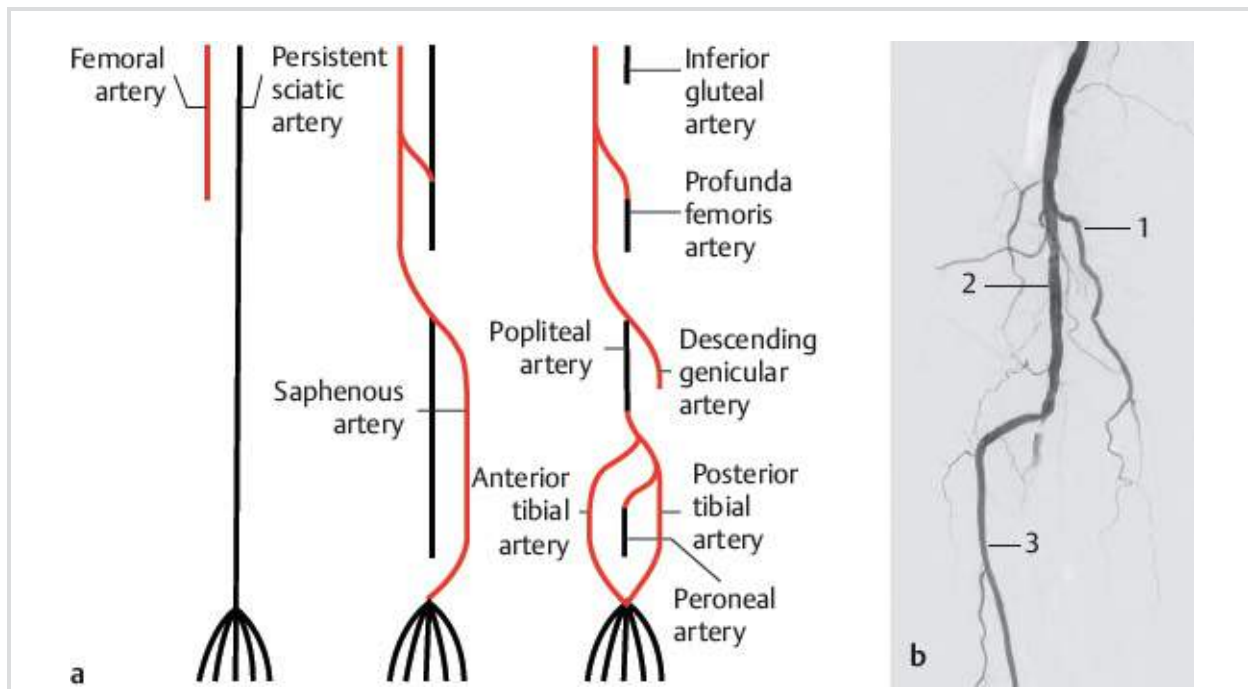 Femoral
artery
Persistent
sciatic
artery
Inferior
gluteal
artery
Profunda
femoris
artery
Popliteal
artery
Descending
genicular
artery
Saphenous
artery
Anterior
tibial
artery
Posterior
tibial
artery
Peroneal
artery
a
1
2
3
b